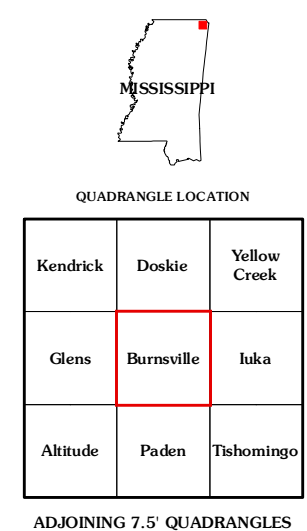 MISSISSIPPI
QUADRANGLE LOCATION
Kendrick
Doskie
Yellow
Creek
Glens
Burnsville
Iuka
Altitude
Paden
Tishomingo
ADJOINING 7.5' QUADRANGLES